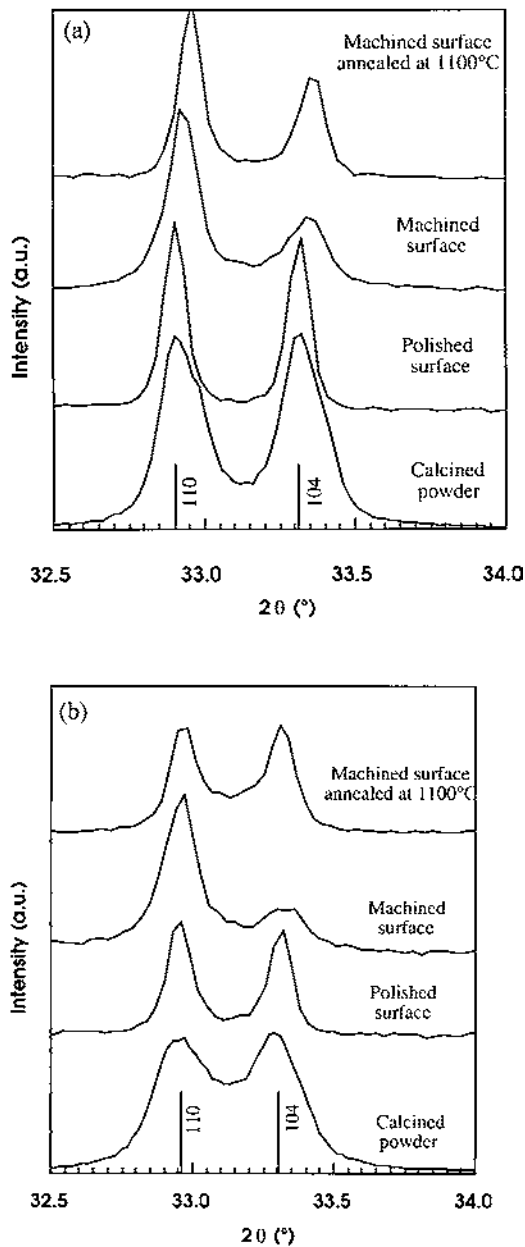 (a)
Machined surface
annealed at 1100°C
Machined
surface
Polished
surface
Calcined
powder
110
104
Intensity (a.u.)
32.5 33.0 33.5 34.0
2θ (°)
(b)
Machined surface
annealed at 1100°C
Machined
surface
Polished
surface
Calcined
powder
110
104
Intensity (a.u.)
32.5 33.0 33.5 34.0
2θ (°)